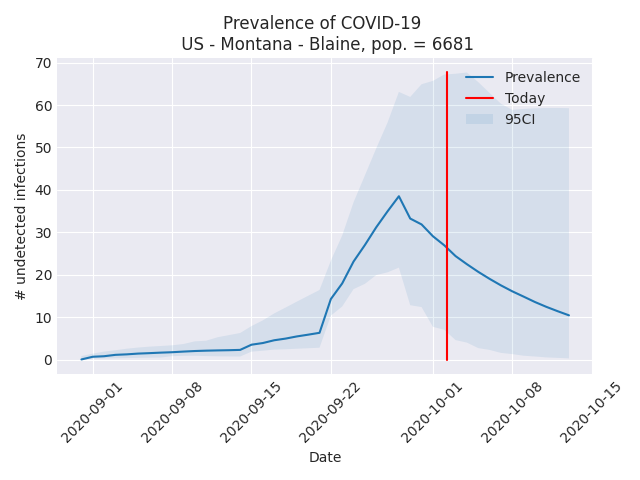 Prevalence of COVID-19
US - Montana - Blaine, pop. = 6681
70
60
50
40
30
20
10
0
# undetected infections
Prevalence
Today
95CI
2020-09-01
2020-09-08
2020-09-15
2020-09-22
2020-10-01
2020-10-08
2020-10-15
Date